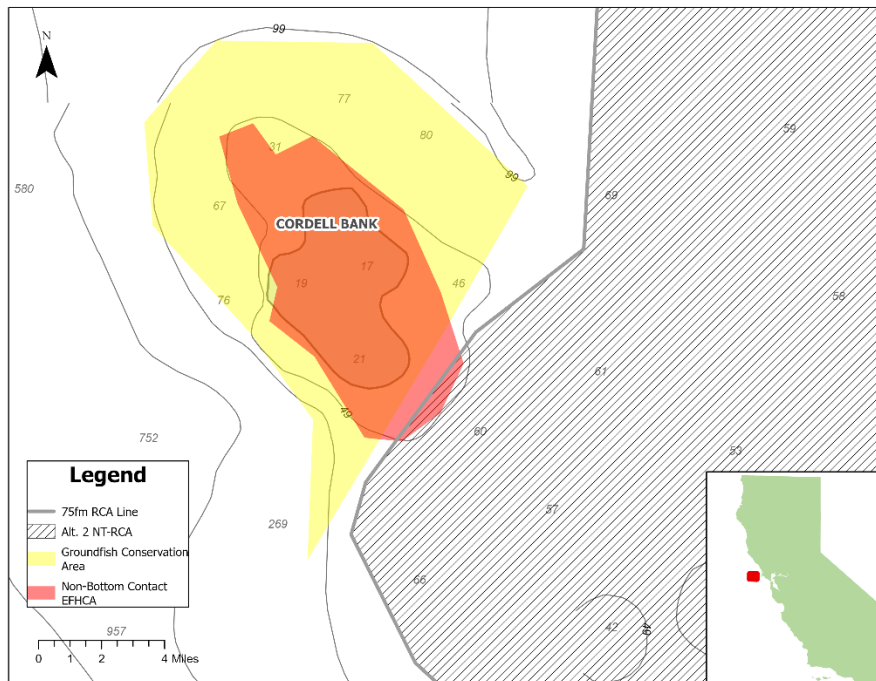 N
99
77
80
59
31
99
580
69
67
CORDELL BANK
17
46
19
58
76
21
61
49
60
752
53
Legend
75fm RCA Line
Alt. 2 NT-RCA
Groundfish Conservation
Area
Non-Bottom Contact
EFHCA
269
57
66
957
42
49
0 1 2 4 Miles